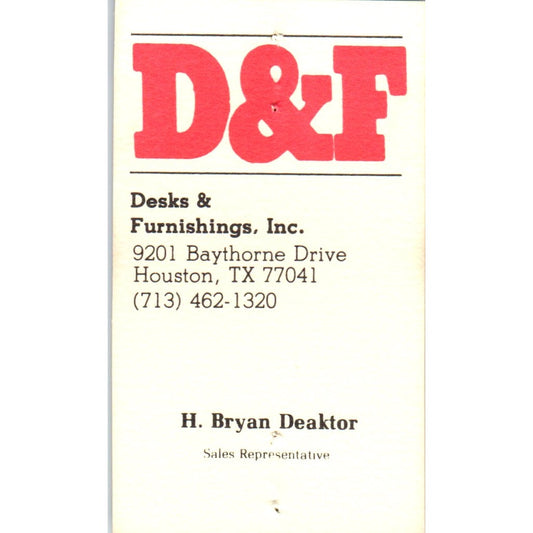 D&F
Desks &
Furnishings, Inc.
9201 Baythorne Drive
Houston, TX 77041
(713) 462-1320
H. Bryan Deaktor
Sales Representative